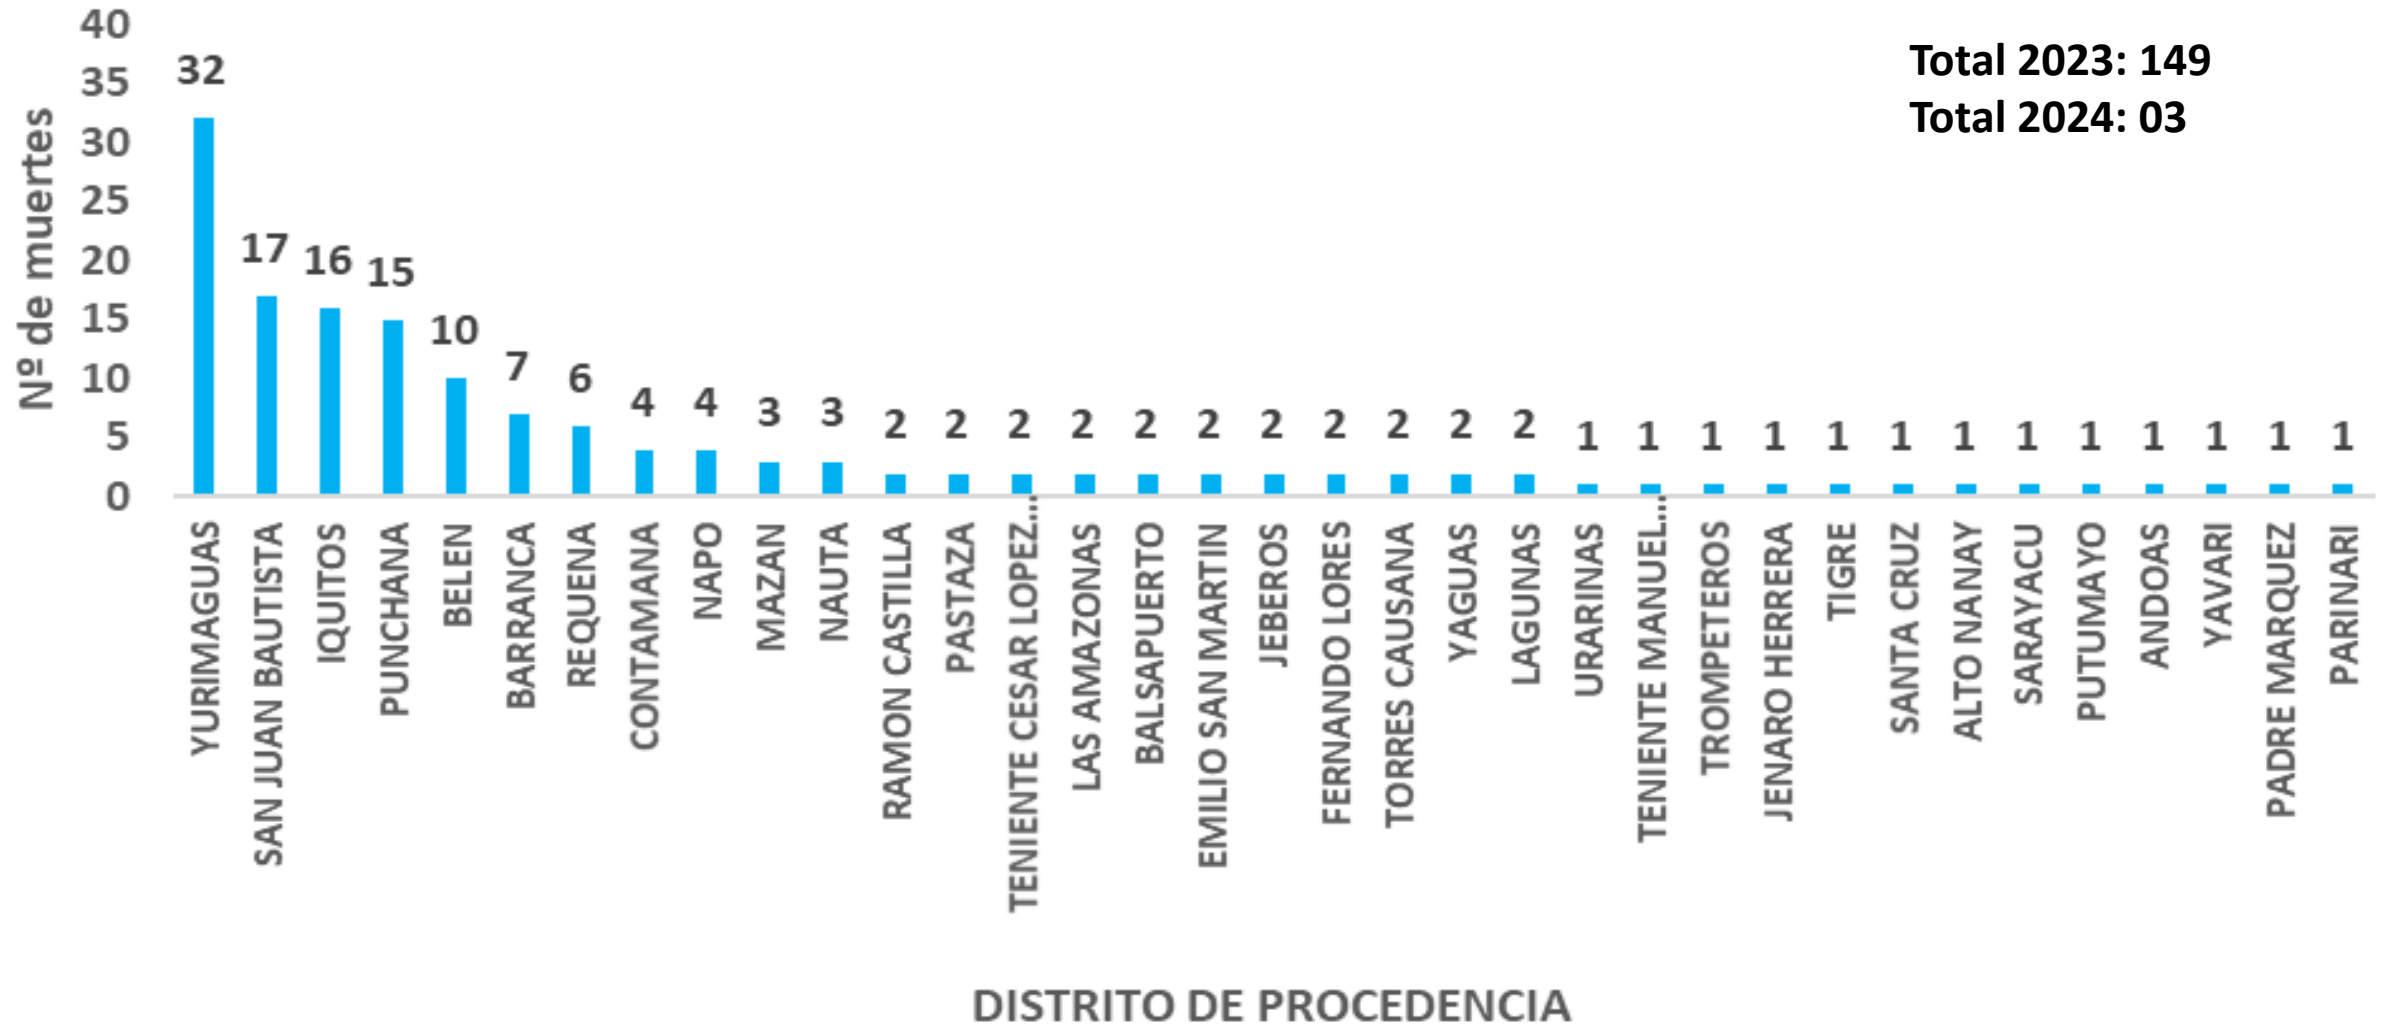 Nº de muertes
40
35
30
25
20
15
10
5
0
32
17
16
15
10
7
6
4
4
3
3
2
2
2
2
2
2
2
2
2
2
2
1
1
1
1
1
1
1
1
1
1
1
1
1
Total 2023: 149
Total 2024: 03
YURIMAGUAS
SAN JUAN BAUTISTA
IQUITOS
PUNCHANA
BELEN
BARRANCA
REQUENA
CONTAMANA
NAPO
MAZAN
NAUTA
RAMON CASTILLA
PASTAZA
TENIENTE CESAR LOPEZ...
LAS AMAZONAS
BALSAPUERTO
EMILIO SAN MARTIN
JEBEROS
FERNANDO LORES
TORRES CAUSANA
YAGUAS
LAGUNAS
URARINAS
TENIENTE MANUEL...
TROMPETEROS
JENARO HERRERA
TIGRE
SANTA CRUZ
ALTO NANAY
SARAYACU
PUTUMAYO
ANDOAS
YAVARI
PADRE MARQUEZ
PARINARI
DISTRITO DE PROCEDENCIA